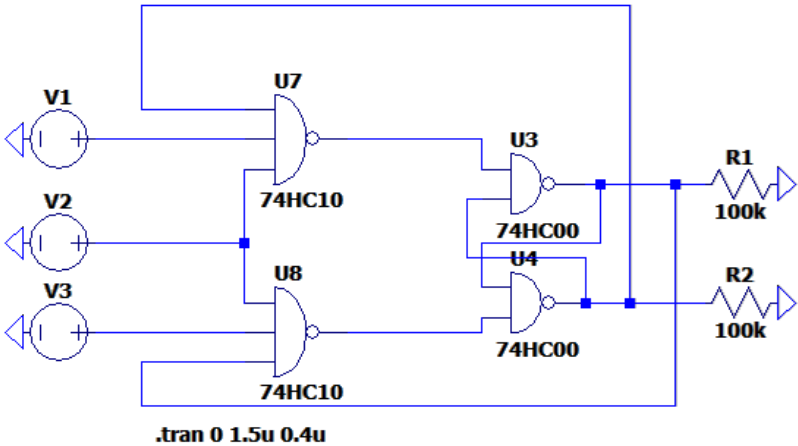 U7
V1
U3
R1
74HC10
100k
V2
74HC00
U8
U4
V3
R2
100k
74HC00
74HC10
.tran 0 1.5u 0.4u